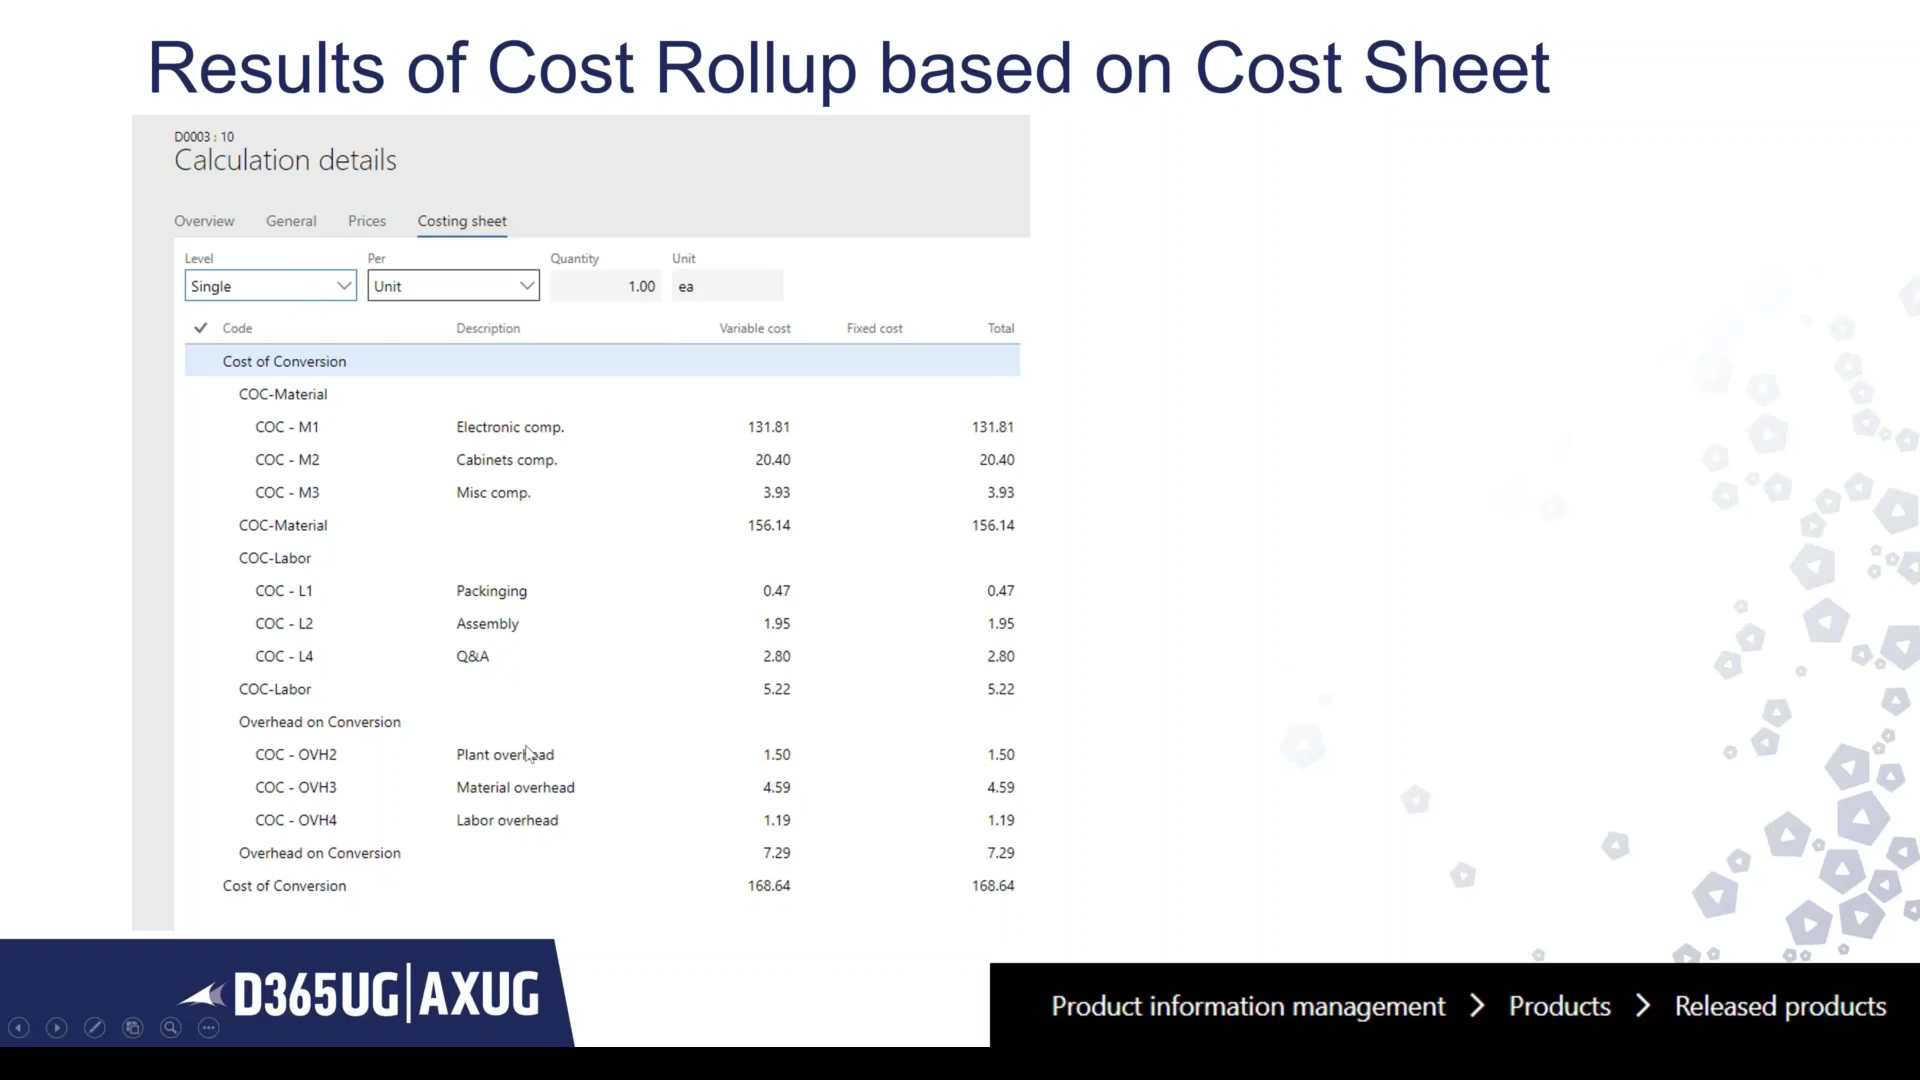 Results of Cost Rollup based on Cost Sheet
D0003 : 10
Calculation details
Overview General Prices Costing sheet
Level Per Quantity Unit
Single Unit 1.00 ea
Code Description Variable cost Fixed cost Total
Cost of Conversion
COC-Material
COC - M1 Electronic comp. 131.81 131.81
COC - M2 Cabinets comp. 20.40 20.40
COC - M3 Misc comp. 3.93 3.93
COC-Material 156.14 156.14
COC-Labor
COC - L1 Packinging 0.47 0.47
COC - L2 Assembly 1.95 1.95
COC - L4 Q&A 2.80 2.80
COC-Labor 5.22 5.22
Overhead on Conversion
COC - OVH2 Plant overhead 1.50 1.50
COC - OVH3 Material overhead 4.59 4.59
COC - OVH4 Labor overhead 1.19 1.19
Overhead on Conversion 7.29 7.29
Cost of Conversion 168.64 168.64
D365UG|AXUG
Product information management > Products > Released products